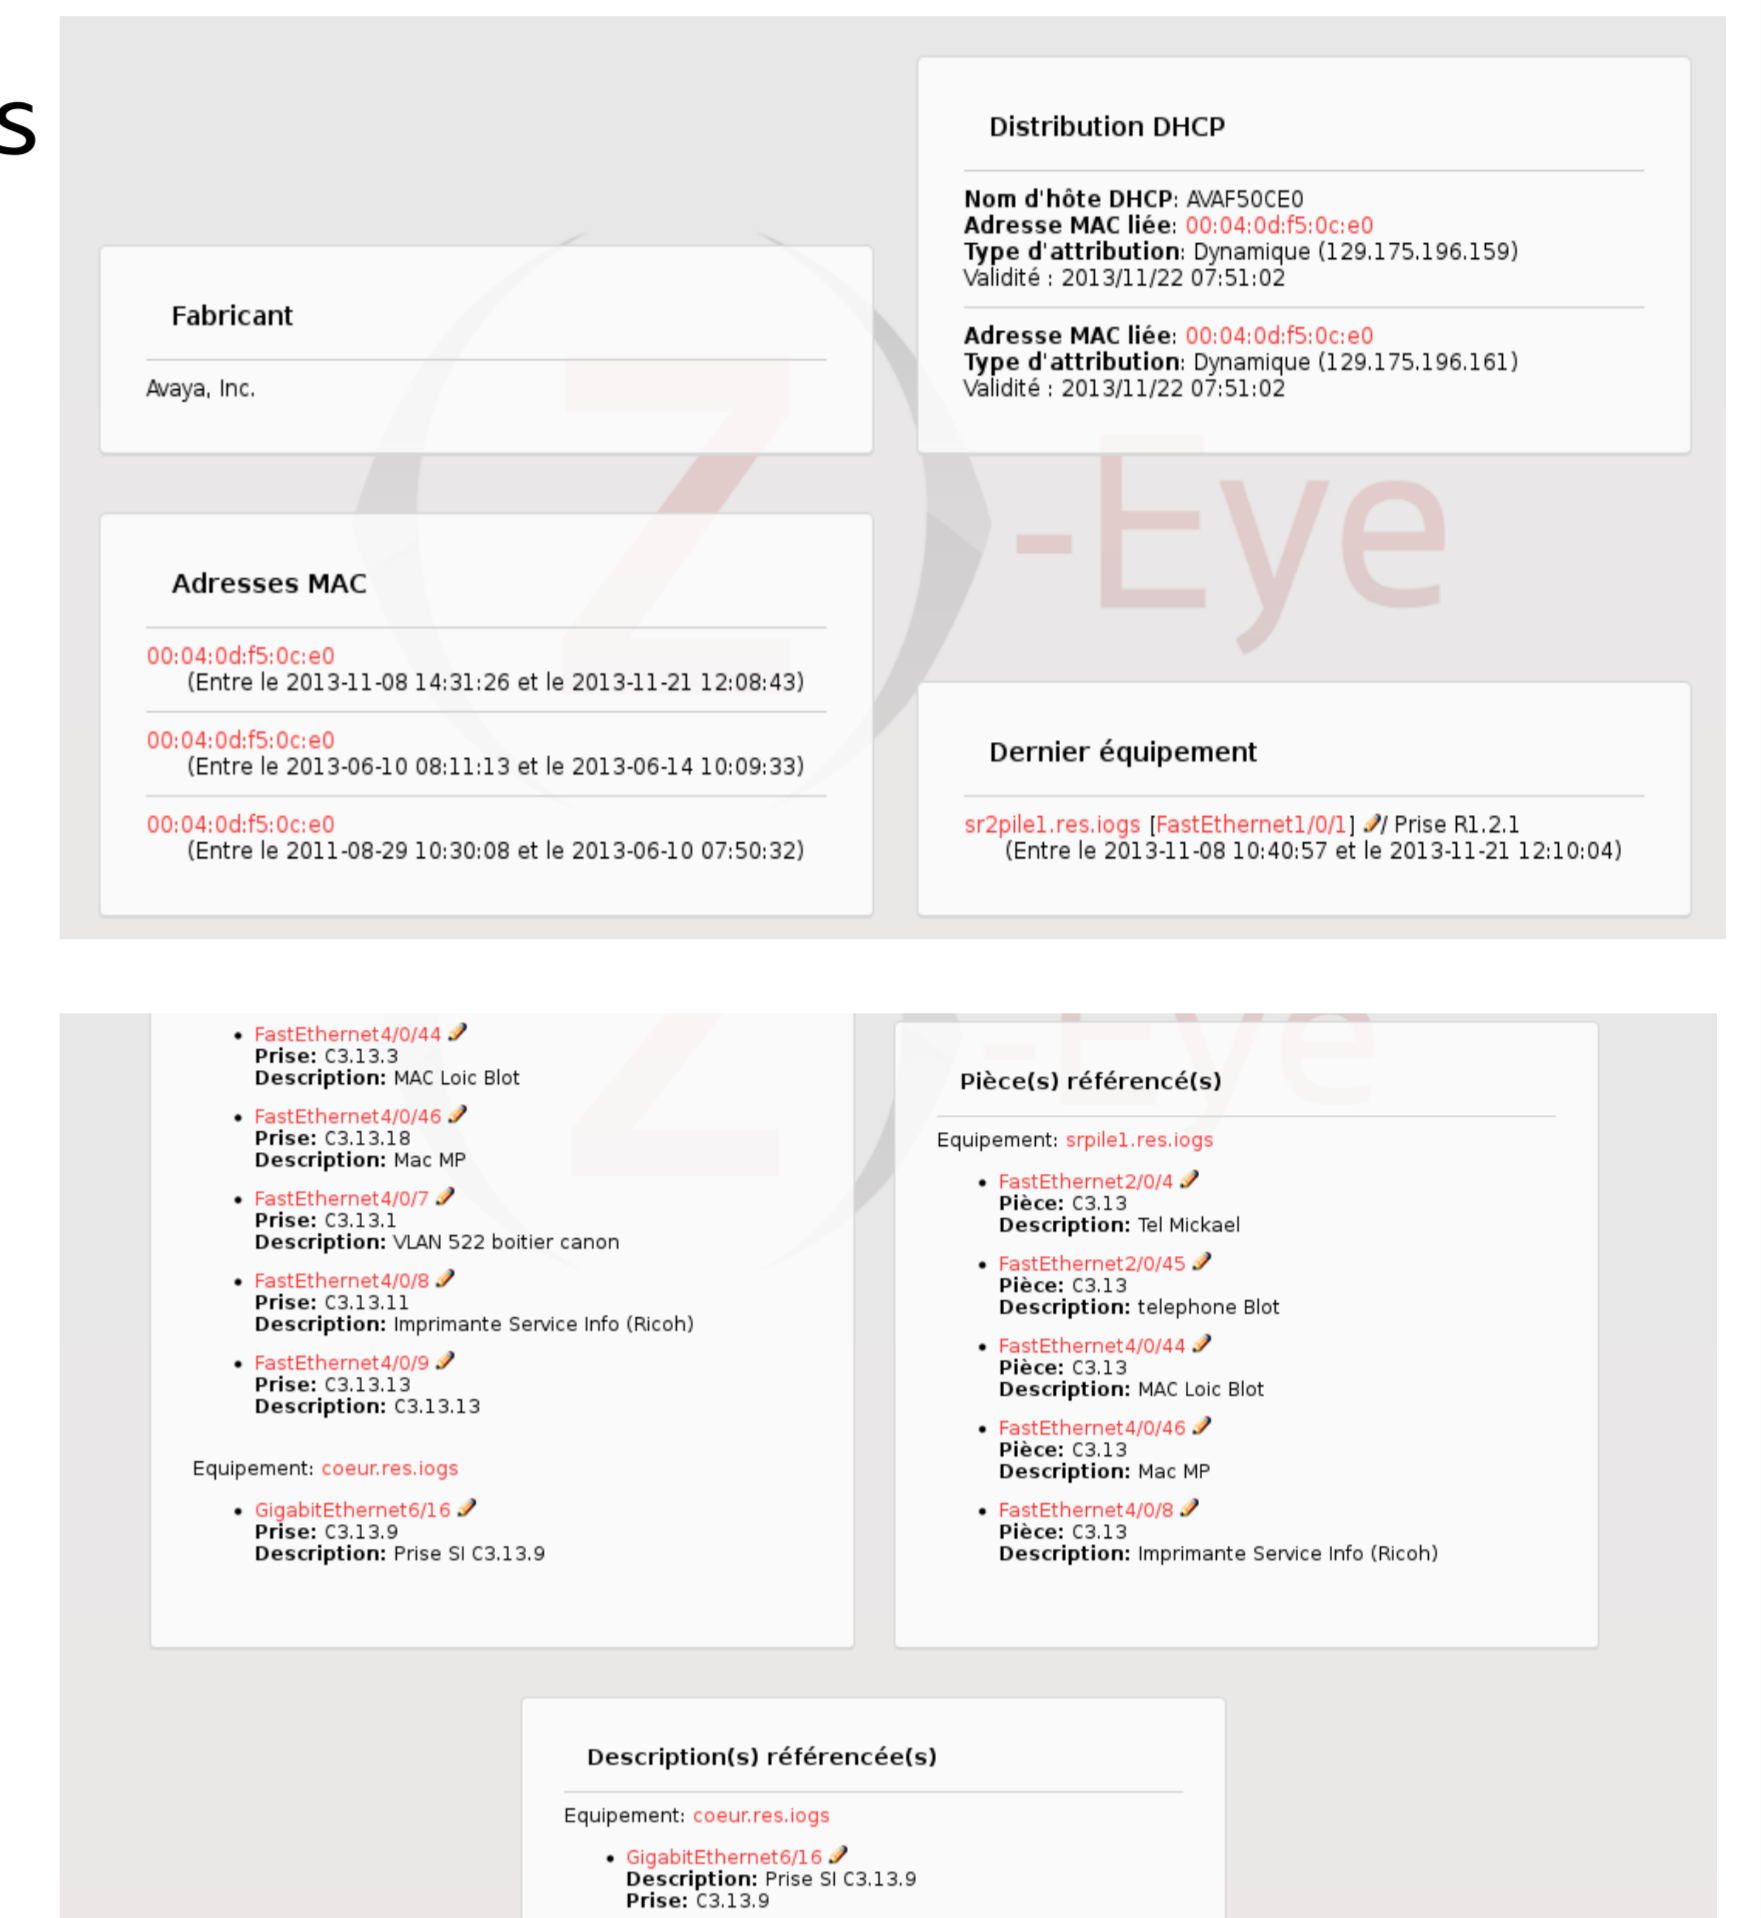 s
Distribution DHCP
Nom d'hôte DHCP: AVAF50CE0
Adresse MAC liée: 00:04:0d:f5:0c:e0
Type d'attribution: Dynamique (129.175.196.159)
Validité : 2013/11/22 07:51:02
Adresse MAC liée: 00:04:0d:f5:0c:e0
Type d'attribution: Dynamique (129.175.196.161)
Validité : 2013/11/22 07:51:02
Fabricant
Avaya, Inc.
Z -Eye
Adresses MAC
00:04:0d:f5:0c:e0
(Entre le 2013-11-08 14:31:26 et le 2013-11-21 12:08:43)
00:04:0d:f5:0c:e0
(Entre le 2013-06-10 08:11:13 et le 2013-06-14 10:09:33)
00:04:0d:f5:0c:e0
(Entre le 2011-08-29 10:30:08 et le 2013-06-10 07:50:32)
Dernier équipement
sr2pile1.res.iogs [FastEthernet1/0/1] / Prise R1.2.1
(Entre le 2013-11-08 10:40:57 et le 2013-11-21 12:10:04)
Z -Eye
• FastEthernet4/0/44
Prise: C3.13.3
Description: MAC Loic Blot
• FastEthernet4/0/46
Prise: C3.13.18
Description: Mac MP
• FastEthernet4/0/7
Prise: C3.13.1
Description: VLAN 522 boitier canon
• FastEthernet4/0/8
Prise: C3.13.11
Description: Imprimante Service Info (Ricoh)
• FastEthernet4/0/9
Prise: C3.13.13
Description: C3.13.13
Equipement: coeur.res.iogs
• GigabitEthernet6/16
Prise: C3.13.9
Description: Prise SI C3.13.9
Pièce(s) référencé(s)
Equipement: srpile1.res.iogs
• FastEthernet2/0/4
Pièce: C3.13
Description: Tel Mickael
• FastEthernet2/0/45
Pièce: C3.13
Description: telephone Blot
• FastEthernet4/0/44
Pièce: C3.13
Description: MAC Loic Blot
• FastEthernet4/0/46
Pièce: C3.13
Description: Mac MP
• FastEthernet4/0/8
Pièce: C3.13
Description: Imprimante Service Info (Ricoh)
Description(s) référencée(s)
Equipement: coeur.res.iogs
• GigabitEthernet6/16
Description: Prise SI C3.13.9
Prise: C3.13.9